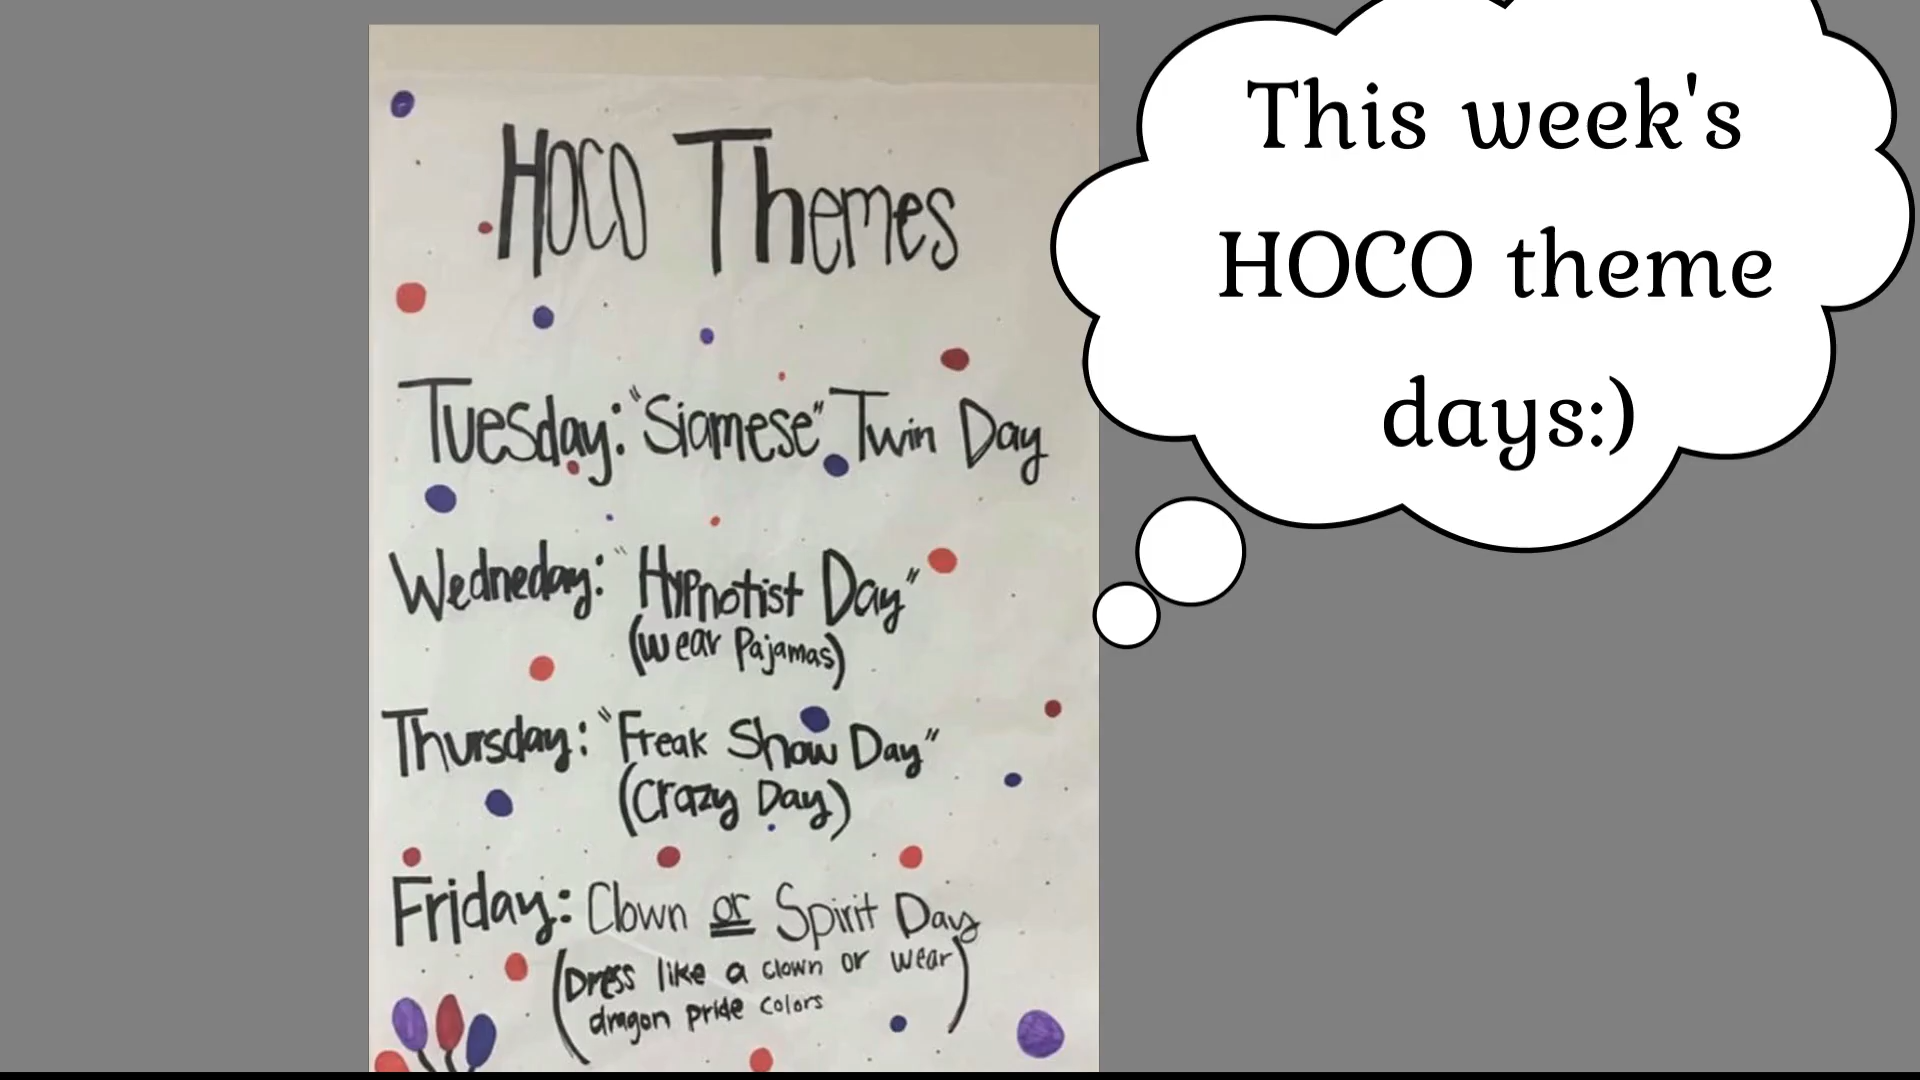 HOCO Themes
Tuesday: "Siamese" Twin Day
Wedneday: "Hypnotist Day"
(wear Pajamas)
Thursday: "Freak Show Day"
(Crazy Day)
Friday: Clown or Spirit Day
(Dress like a clown or wear
dragon pride colors
This week's
HOCO theme
days:)